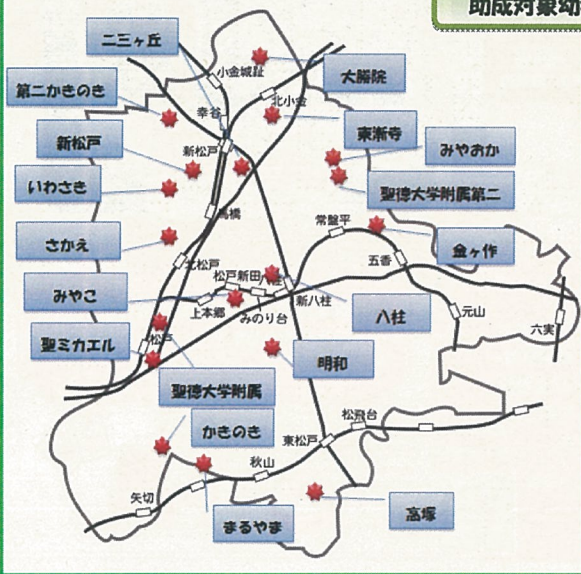 助成対象幼
二三ヶ丘
小金城趾
大勝院
第二かきのき
北小金
幸谷
東漸寺
新松戸
新松戸
みやおか
いわさき
聖徳大学附属第二
馬橋
常盤平
さかえ
金ヶ作
北松戸
五香
松戸新田
八柱
みやこ
新八柱
上本郷
みのり台
八柱
元山
六実
聖ミカエル
松戸
明和
聖徳大学附属
かきのき
松飛台
東松戸
秋山
矢切
まるやま
高塚